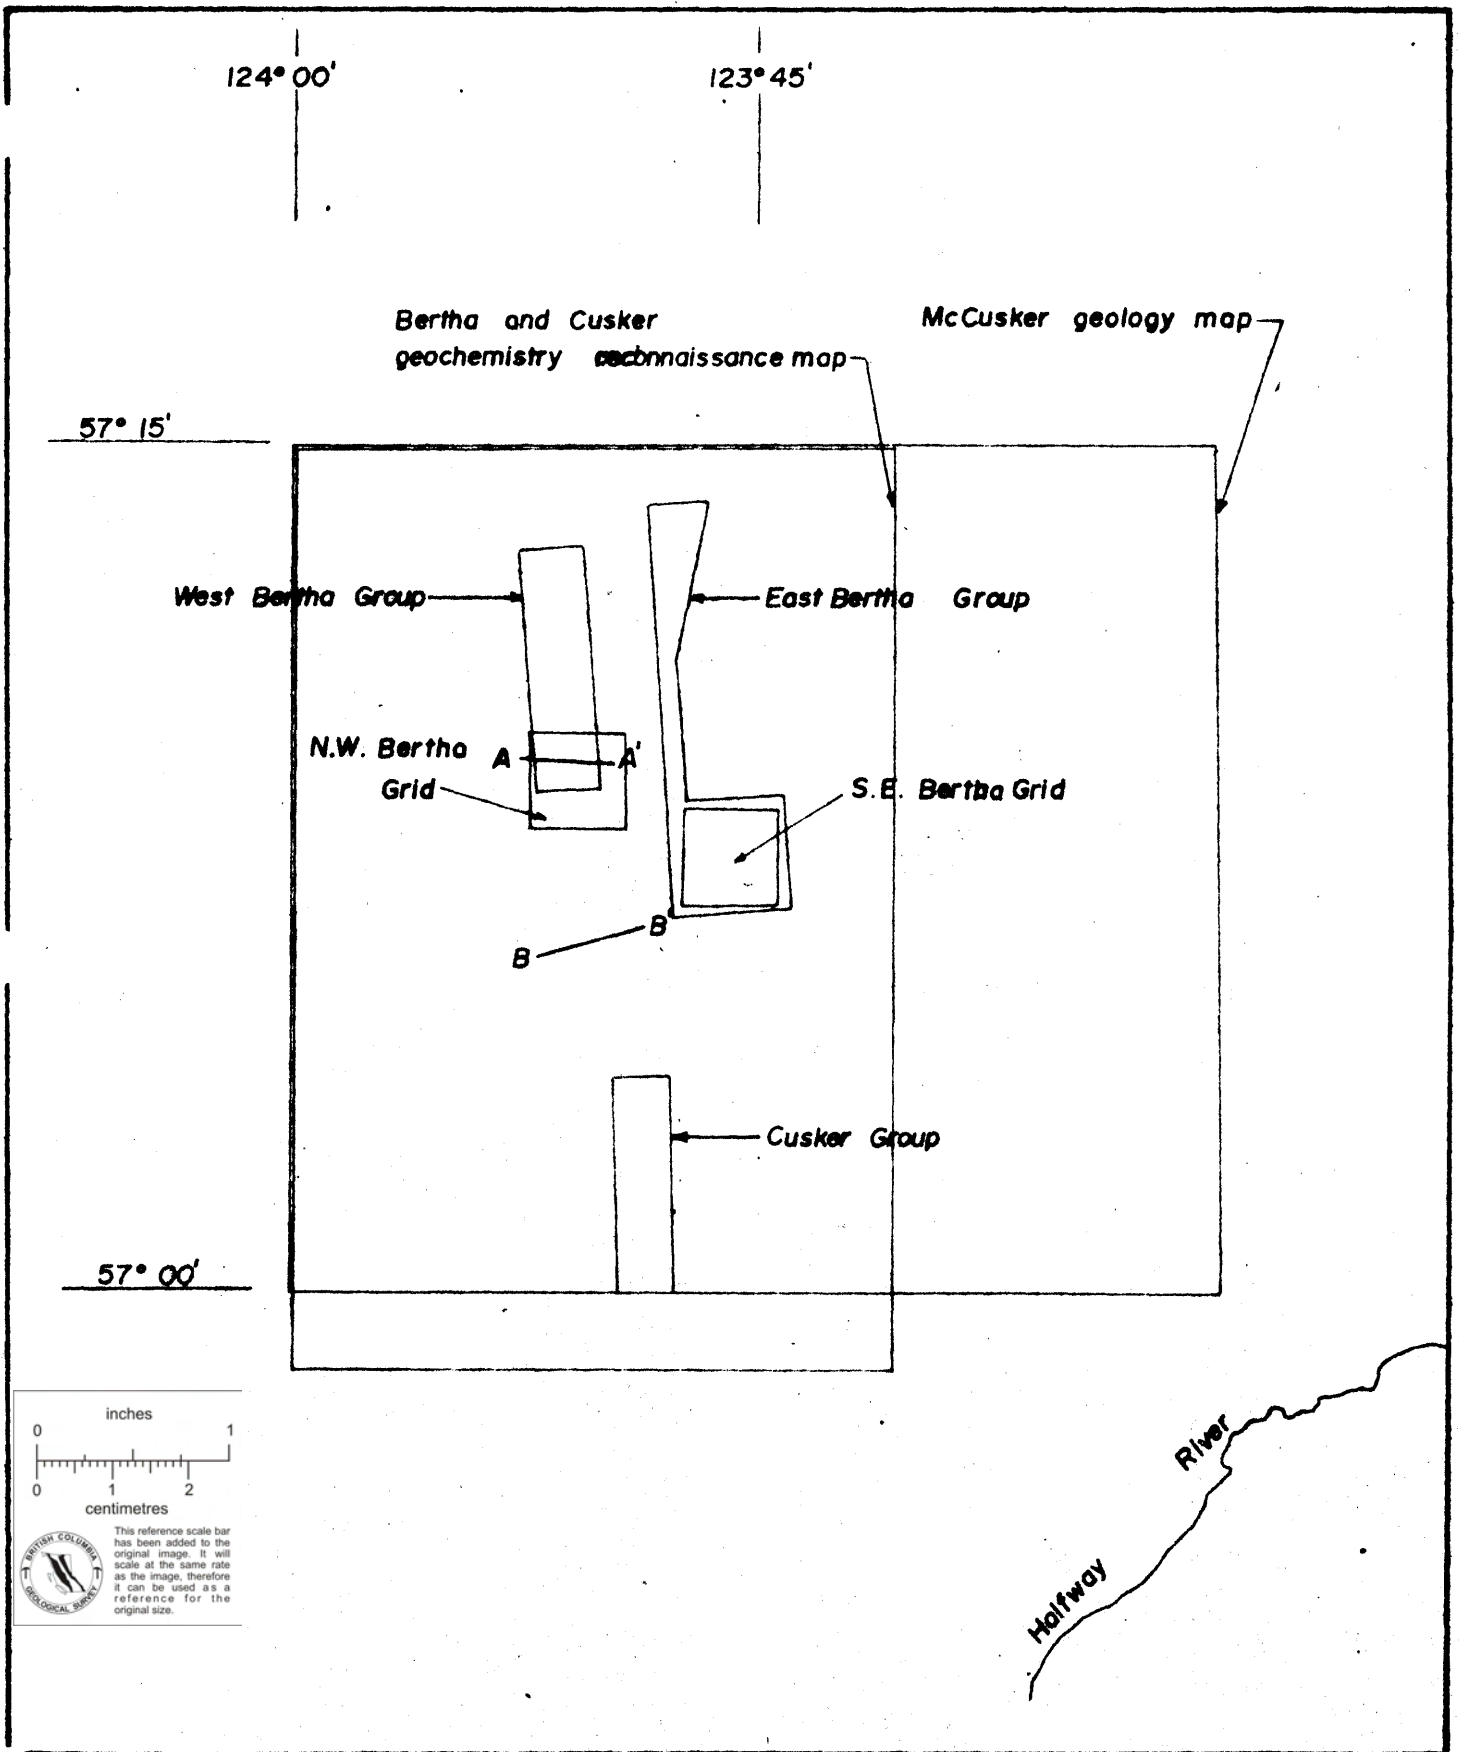 124° 00'
123° 45'
Bertha and Cusker
geochemistry reconnaissance map
McCusker geology map
57° 15'
West Bertha Group
East Bertha Group
N.W. Bertha
Grid
A
A'
S.E. Bertha Grid
B'
B
Cusker Group
57° 00'
River
Halfway
inches
0 1
0 1 2
centimetres
This reference scale bar
has been added to the
original image. It will
scale at the same rate
as the image, therefore
it can be used as a
reference for the
original size.
BRITISH COLUMBIA
GEOLOGICAL SURVEY